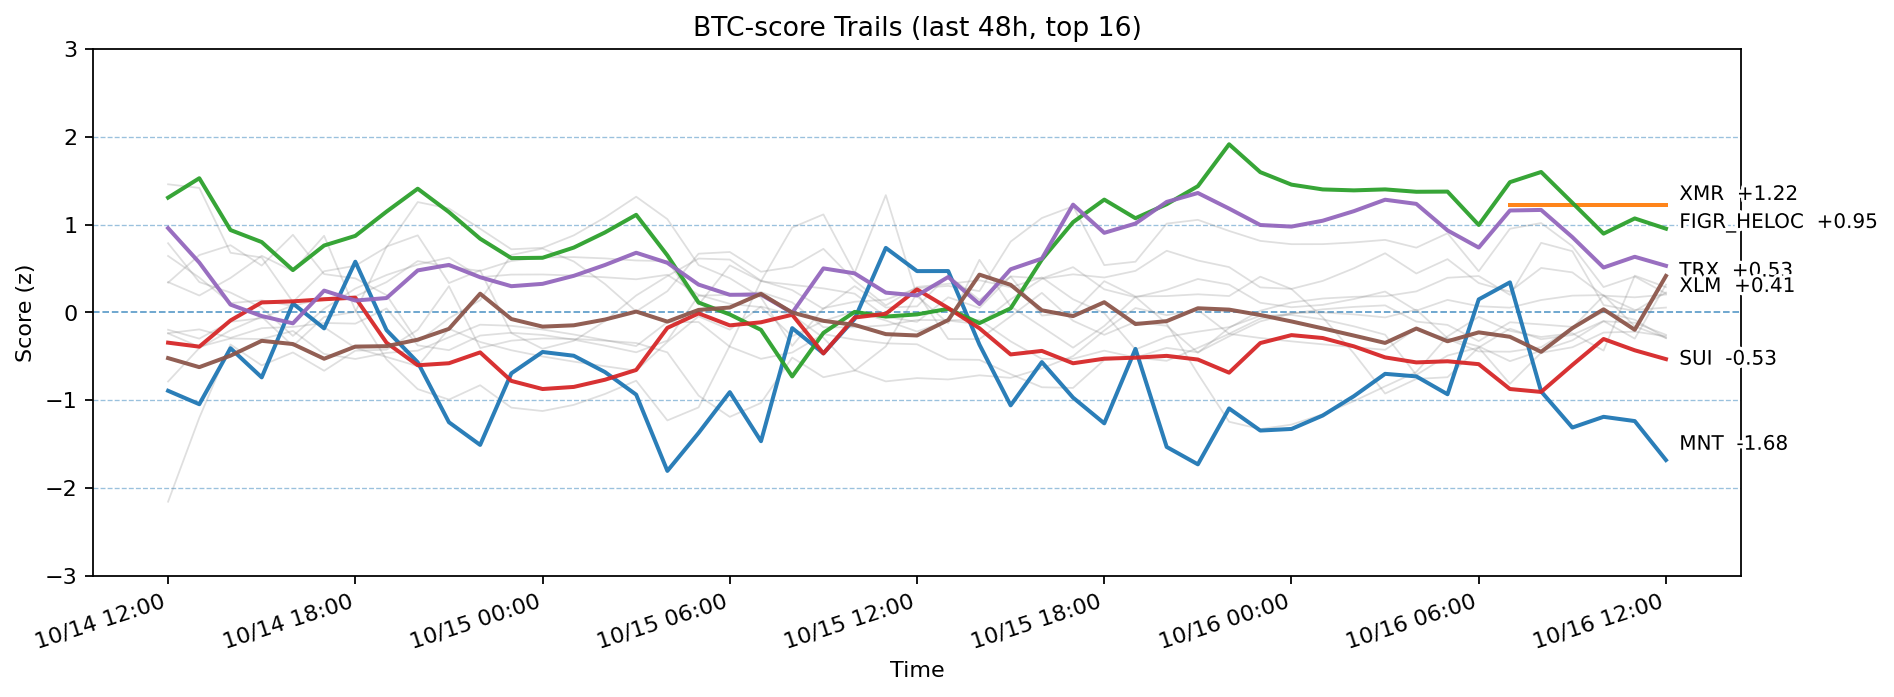 BTC-score Trails (last 48h, top 16)
Score (z)
3
2
1
0
−1
−2
−3
XMR +1.22
FIGR_HELOC +0.95
TRX +0.53
XLM +0.41
SUI -0.53
MNT -1.68
10/14 12:00
10/14 18:00
10/15 00:00
10/15 06:00
10/15 12:00
10/15 18:00
10/16 00:00
10/16 06:00
10/16 12:00
Time